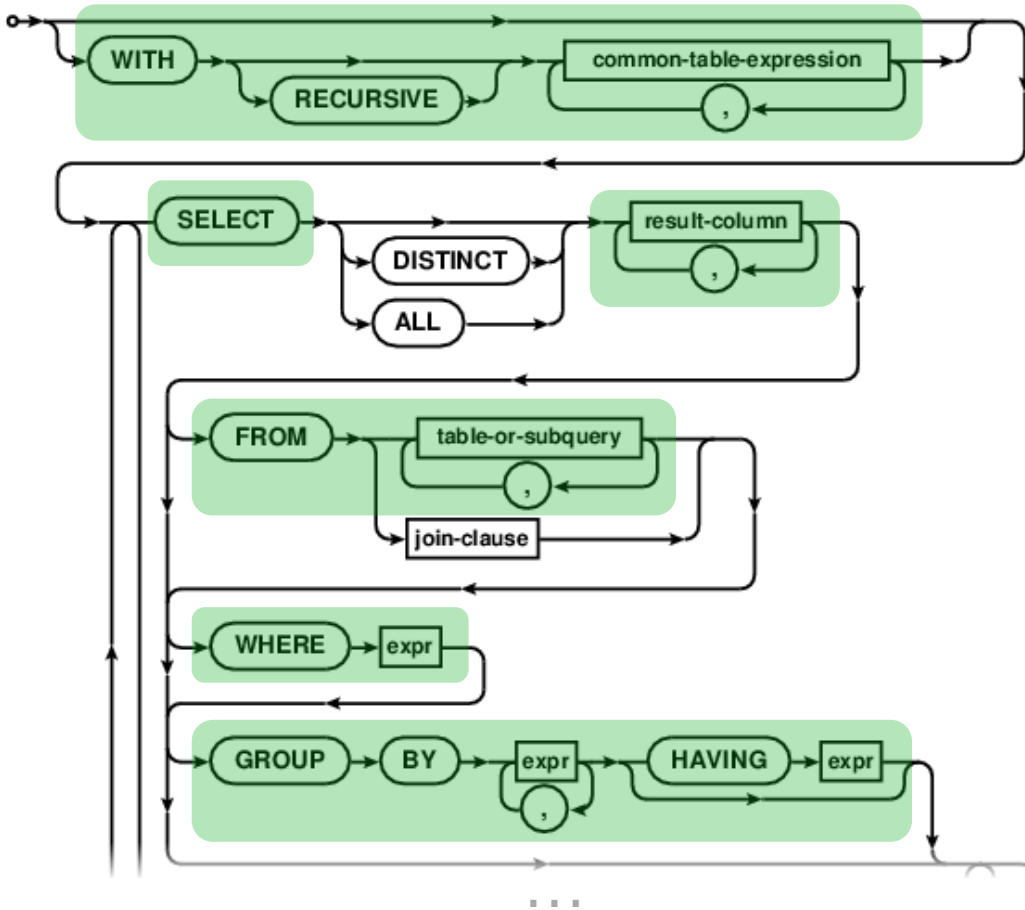 WITH common-table-expression
RECURSIVE ,
SELECT result-column
DISTINCT ,
ALL
FROM table-or-subquery
,
join-clause
WHERE expr
GROUP BY expr HAVING expr
,
...